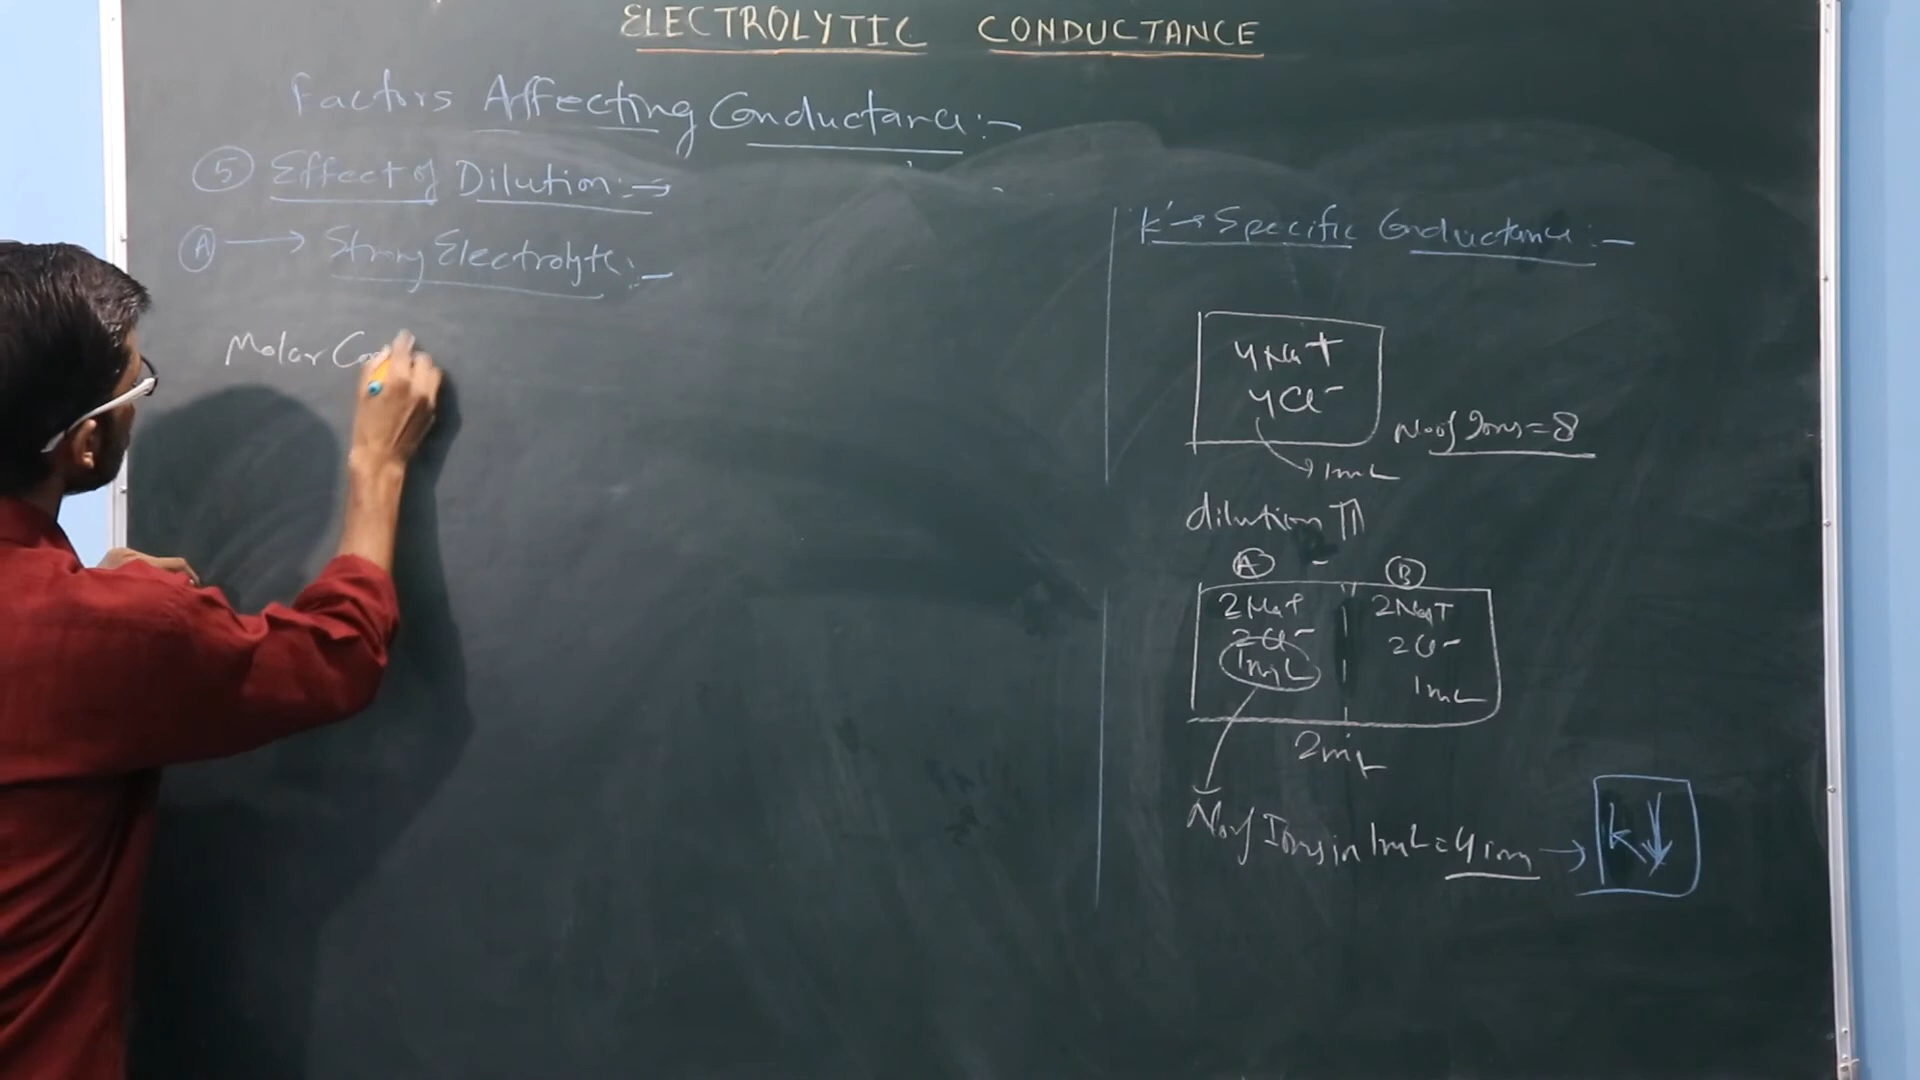 ELECTROLYTIC CONDUCTANCE
Factors Affecting Conductance:-
5 Effect of Dilution:→
A → Strong Electrolyte:-
Molar Con
k → Specific Conductance:-
4Na+
4Cl-
No of Ions = 8
1mL
dilution ↑↑
A B
2Na+ 2Na+
2Cl- 2Cl-
1mL 1mL
2mL
No of Ions in 1mL = 4 ion → k↓